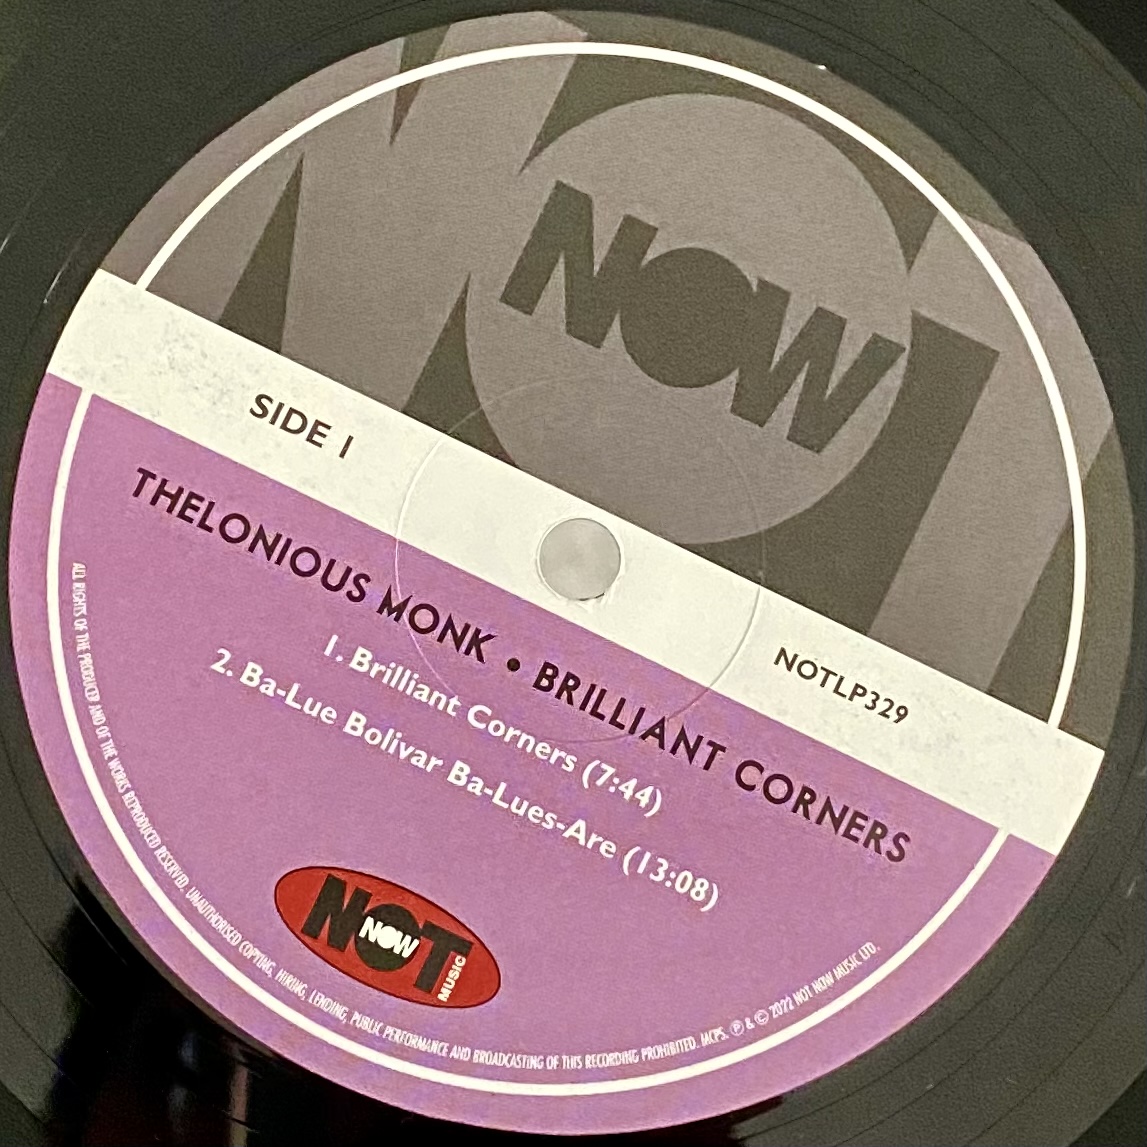 NOT
NOW
SIDE 1
NOTLP329
THELONIOUS MONK • BRILLIANT CORNERS
1. Brilliant Corners (7:44)
2. Ba-Lue Bolivar Ba-Lues-Are (13:08)
NOT
NOW
MUSIC
ALL RIGHTS OF THE PRODUCER AND OF THE WORKS REPRODUCED RESERVED. UNAUTHORISED COPYING, HIRING, LENDING, PUBLIC PERFORMANCE AND BROADCASTING OF THIS RECORDING PROHIBITED. MCPS. ℗ & © 2022 NOT NOW MUSIC LTD.